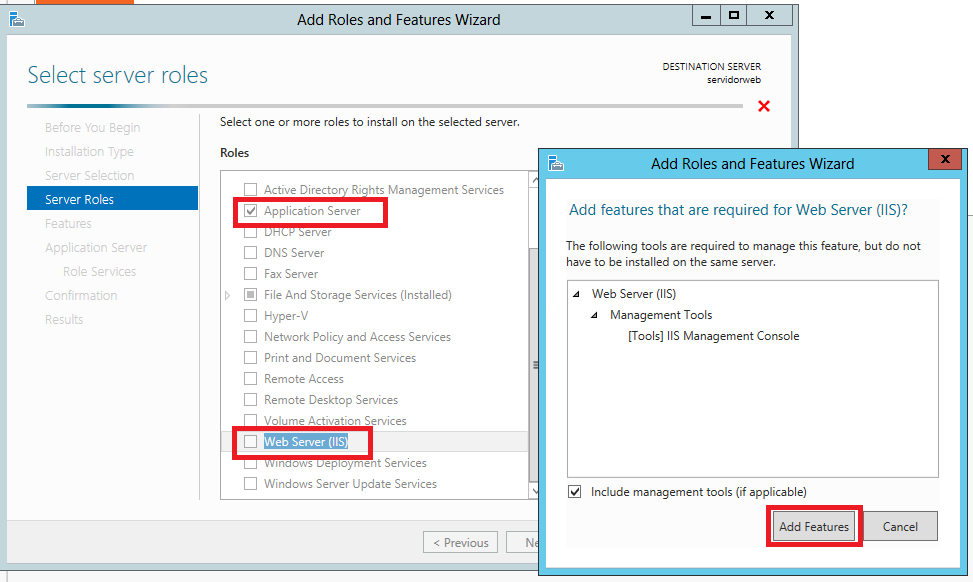 Add Roles and Features Wizard
Select server roles
DESTINATION SERVER
servidorweb
Before You Begin
Installation Type
Server Selection
Server Roles
Features
Application Server
Role Services
Confirmation
Results
Select one or more roles to install on the selected server.
Roles
Active Directory Rights Management Services
Application Server
DHCP Server
DNS Server
Fax Server
File And Storage Services (Installed)
Hyper-V
Network Policy and Access Services
Print and Document Services
Remote Access
Remote Desktop Services
Volume Activation Services
Web Server (IIS)
Windows Deployment Services
Windows Server Update Services
< Previous
Add Roles and Features Wizard
Add features that are required for Web Server (IIS)?
The following tools are required to manage this feature, but do not
have to be installed on the same server.
Web Server (IIS)
Management Tools
[Tools] IIS Management Console
Include management tools (if applicable)
Add Features
Cancel